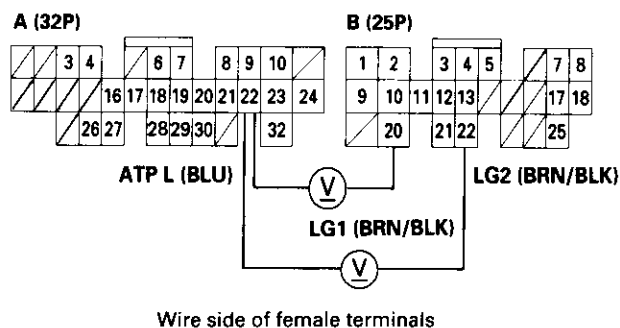 A (32P) B (25P)
3 4 6 7 8 9 10 1 2 3 4 5 7 8
16 17 18 19 20 21 22 23 24 9 10 11 12 13 17 18
26 27 28 29 30 32 20 21 22 25
ATP L (BLU) V LG2 (BRN/BLK)
LG1 (BRN/BLK)
V
Wire side of female terminals